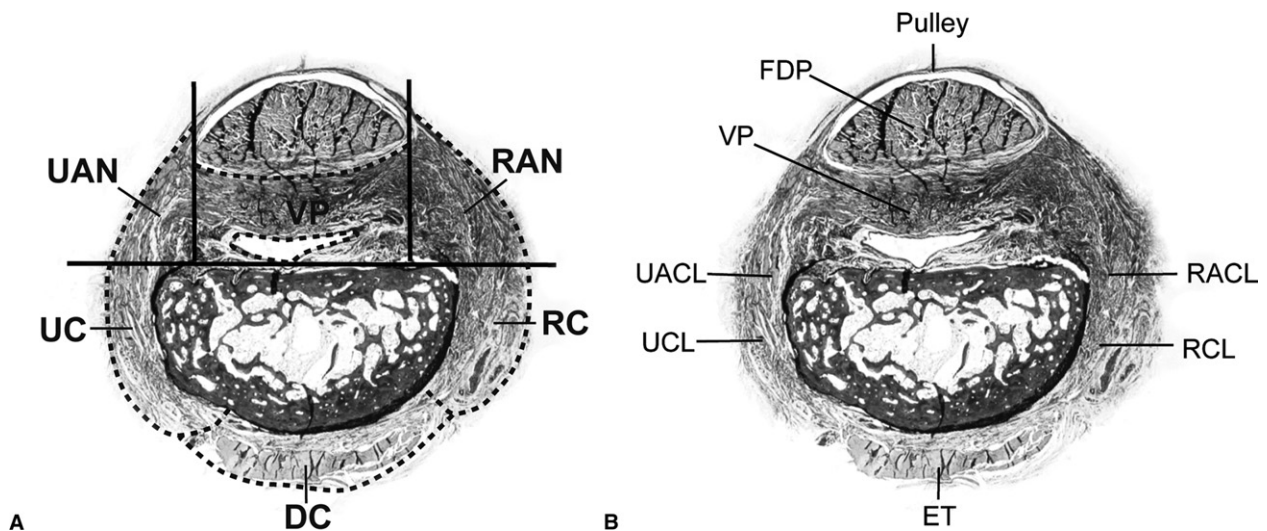 UAN
RAN
VP
UC
RC
DC
A
Pulley
FDP
VP
UACL
RACL
UCL
RCL
ET
B